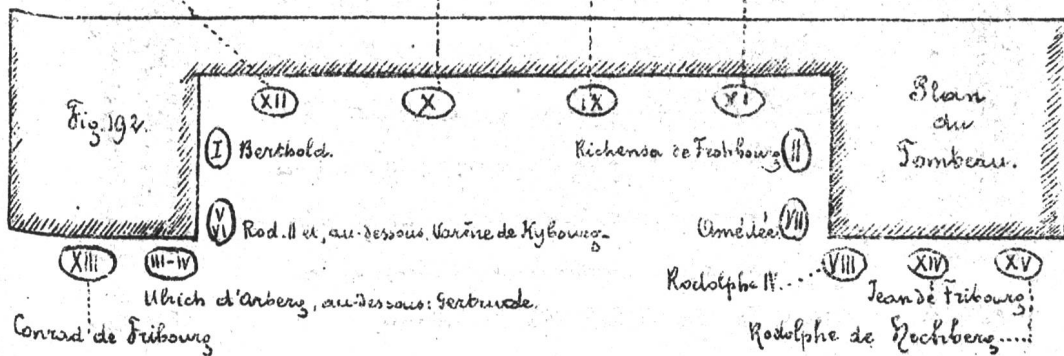 XII
X
IX
XI
Fig. 192.
Plan
du
Tombeau.
I Berthold.
Richensa de Frohbourg II
V VI Rod. II et, au-dessous, Varène de Kybourg
Amédée VII
XIII
III-IV
VIII
XIV
XV
Ulrich d'Arberg, au-dessous: Gertrude.
Rodolphe IV.
Jean de Fribourg
Conrad de Fribourg
Rodolphe de Hochberg